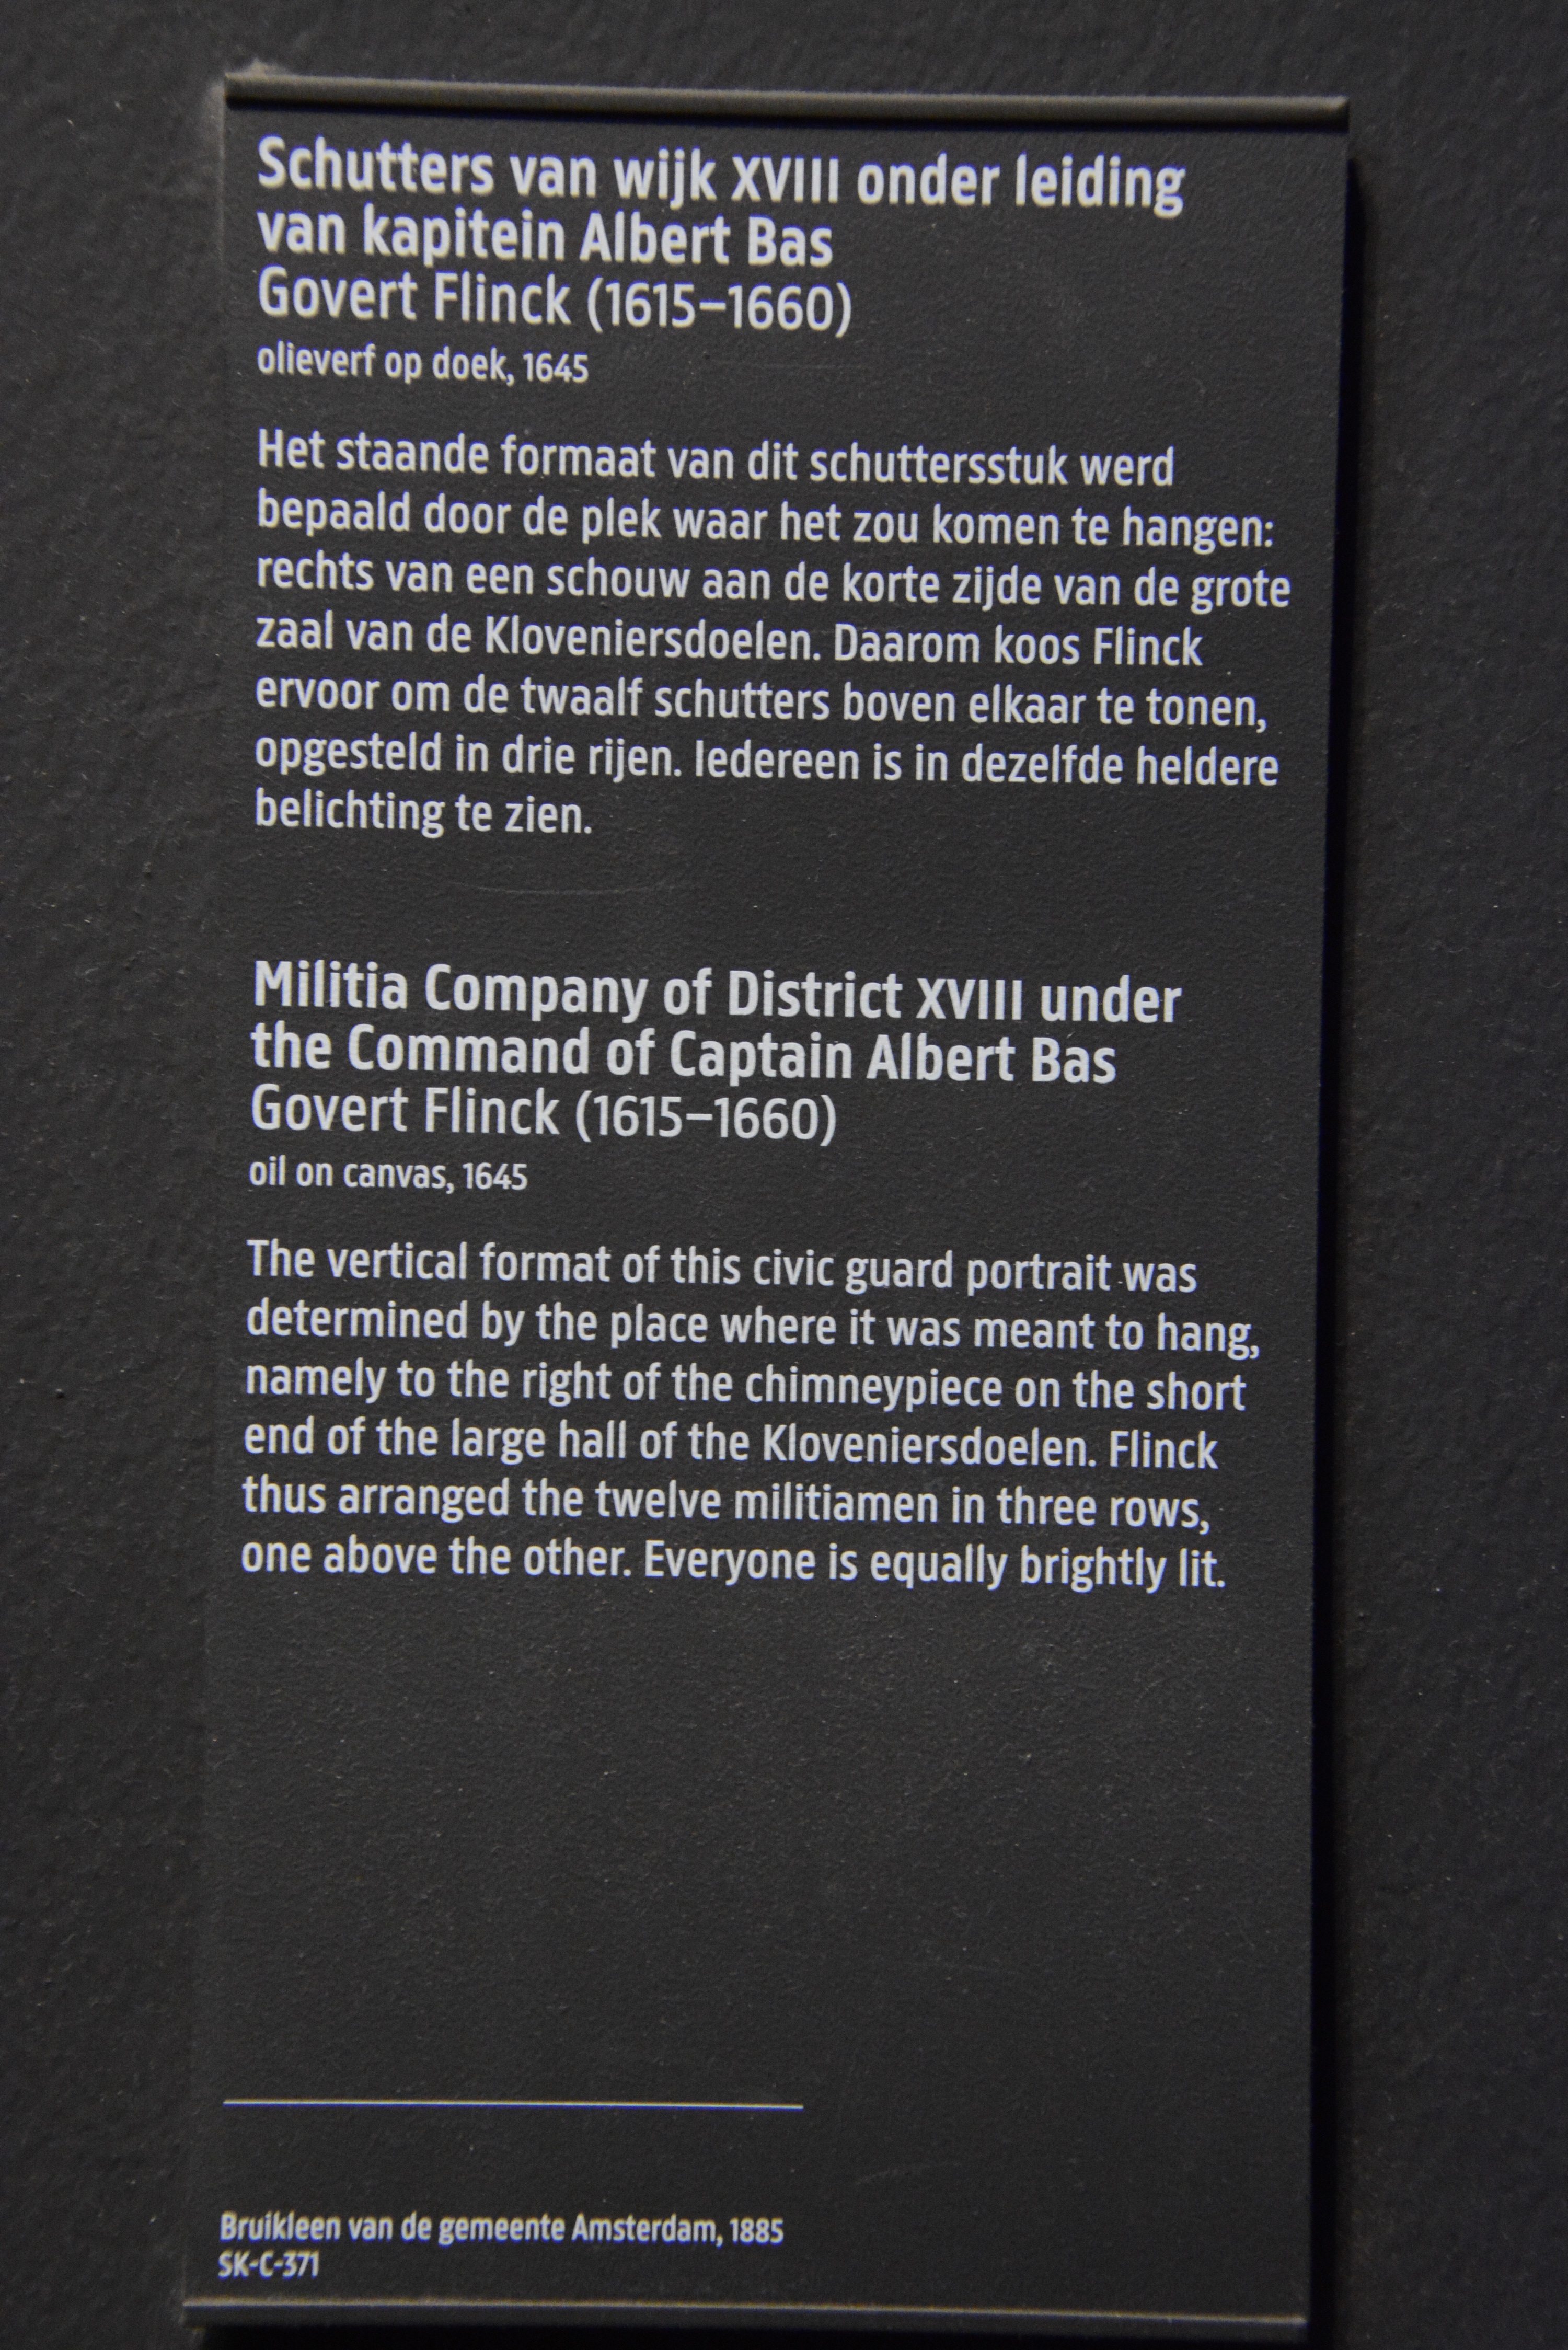 Schutters van wijk XVIII onder leiding
van kapitein Albert Bas
Govert Flinck (1615–1660)
olieverf op doek, 1645
Het staande formaat van dit schuttersstuk werd
bepaald door de plek waar het zou komen te hangen:
rechts van een schouw aan de korte zijde van de grote
zaal van de Kloveniersdoelen. Daarom koos Flinck
ervoor om de twaalf schutters boven elkaar te tonen,
opgesteld in drie rijen. Iedereen is in dezelfde heldere
belichting te zien.
Militia Company of District XVIII under
the Command of Captain Albert Bas
Govert Flinck (1615–1660)
oil on canvas, 1645
The vertical format of this civic guard portrait was
determined by the place where it was meant to hang,
namely to the right of the chimneypiece on the short
end of the large hall of the Kloveniersdoelen. Flinck
thus arranged the twelve militiamen in three rows,
one above the other. Everyone is equally brightly lit.
Bruikleen van de gemeente Amsterdam, 1885
SK-C-371